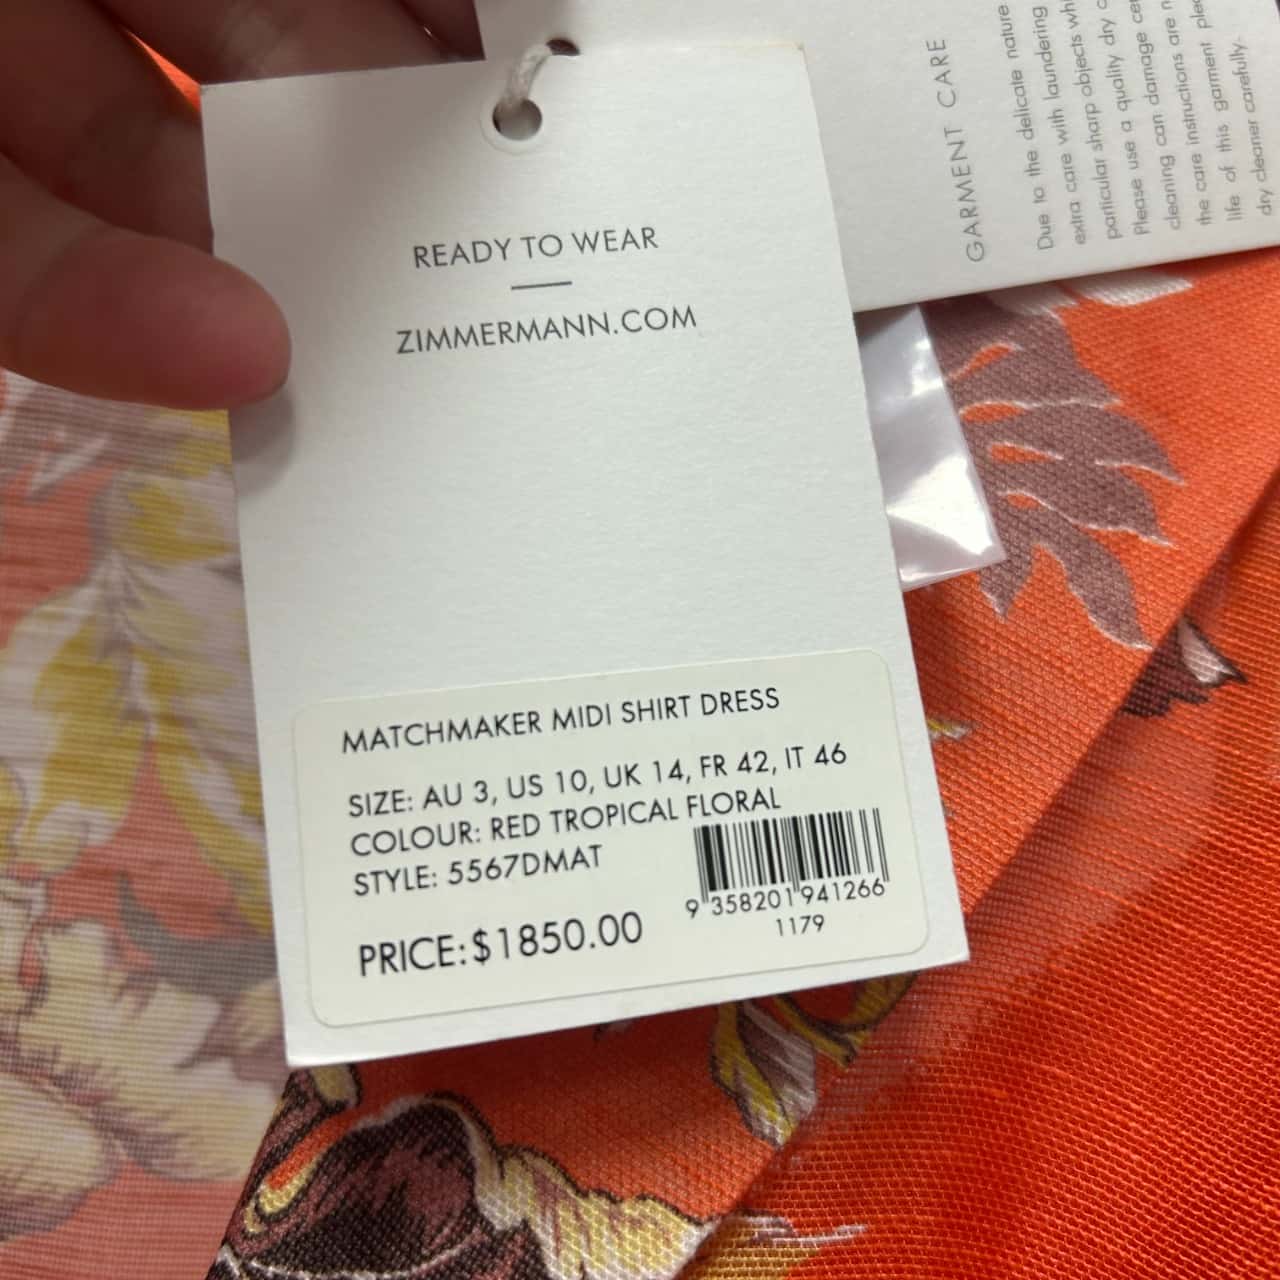 READY TO WEAR
ZIMMERMANN.COM
MATCHMAKER MIDI SHIRT DRESS
SIZE: AU 3, US 10, UK 14, FR 42, IT 46
COLOUR: RED TROPICAL FLORAL
STYLE: 5567DMAT
PRICE:$1850.00
9 358201 941266
1179
GARMENT CARE
Due to the delicate nature
extra care with laundering
particular sharp objects
Please use a quality dry
cleaning can damage
the care instructions are
life of this garment
dry cleaner carefully.